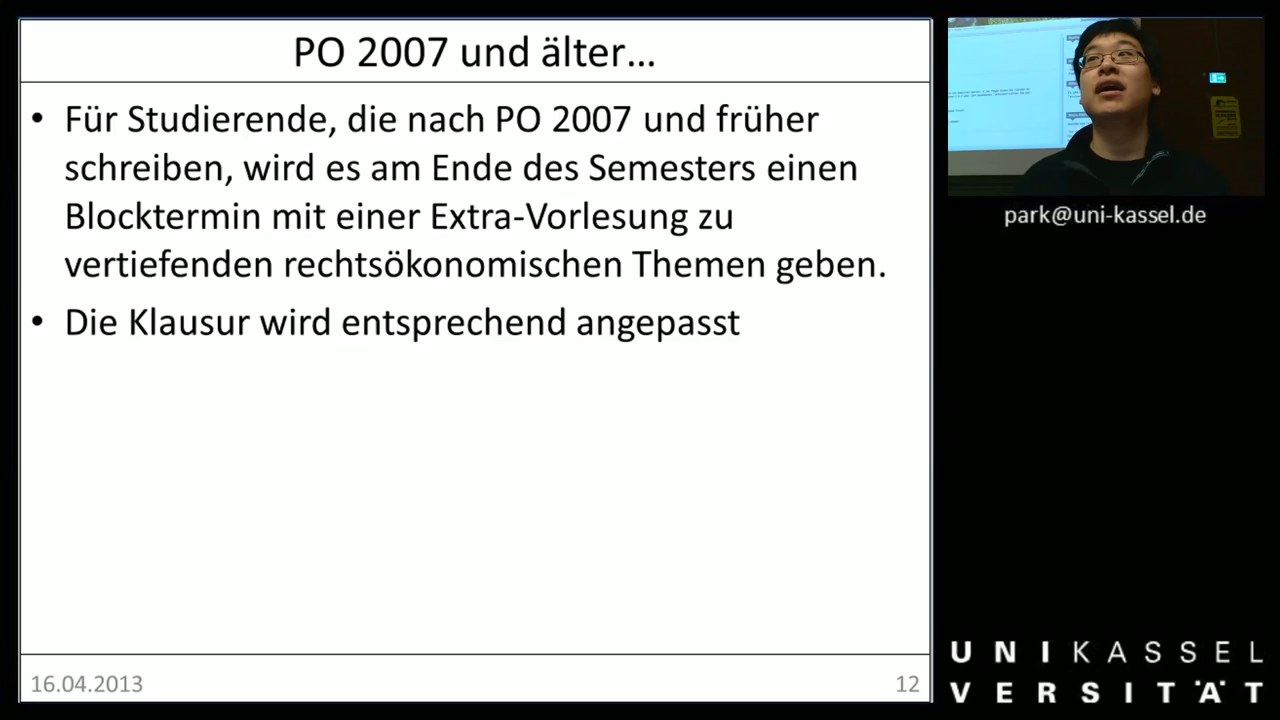 PO 2007 und älter...
• Für Studierende, die nach PO 2007 und früher
schreiben, wird es am Ende des Semesters einen
Blocktermin mit einer Extra-Vorlesung zu
vertiefenden rechtsökonomischen Themen geben.
• Die Klausur wird entsprechend angepasst
16.04.2013
12
park@uni-kassel.de
UNIKASSEL
VERSITÄT